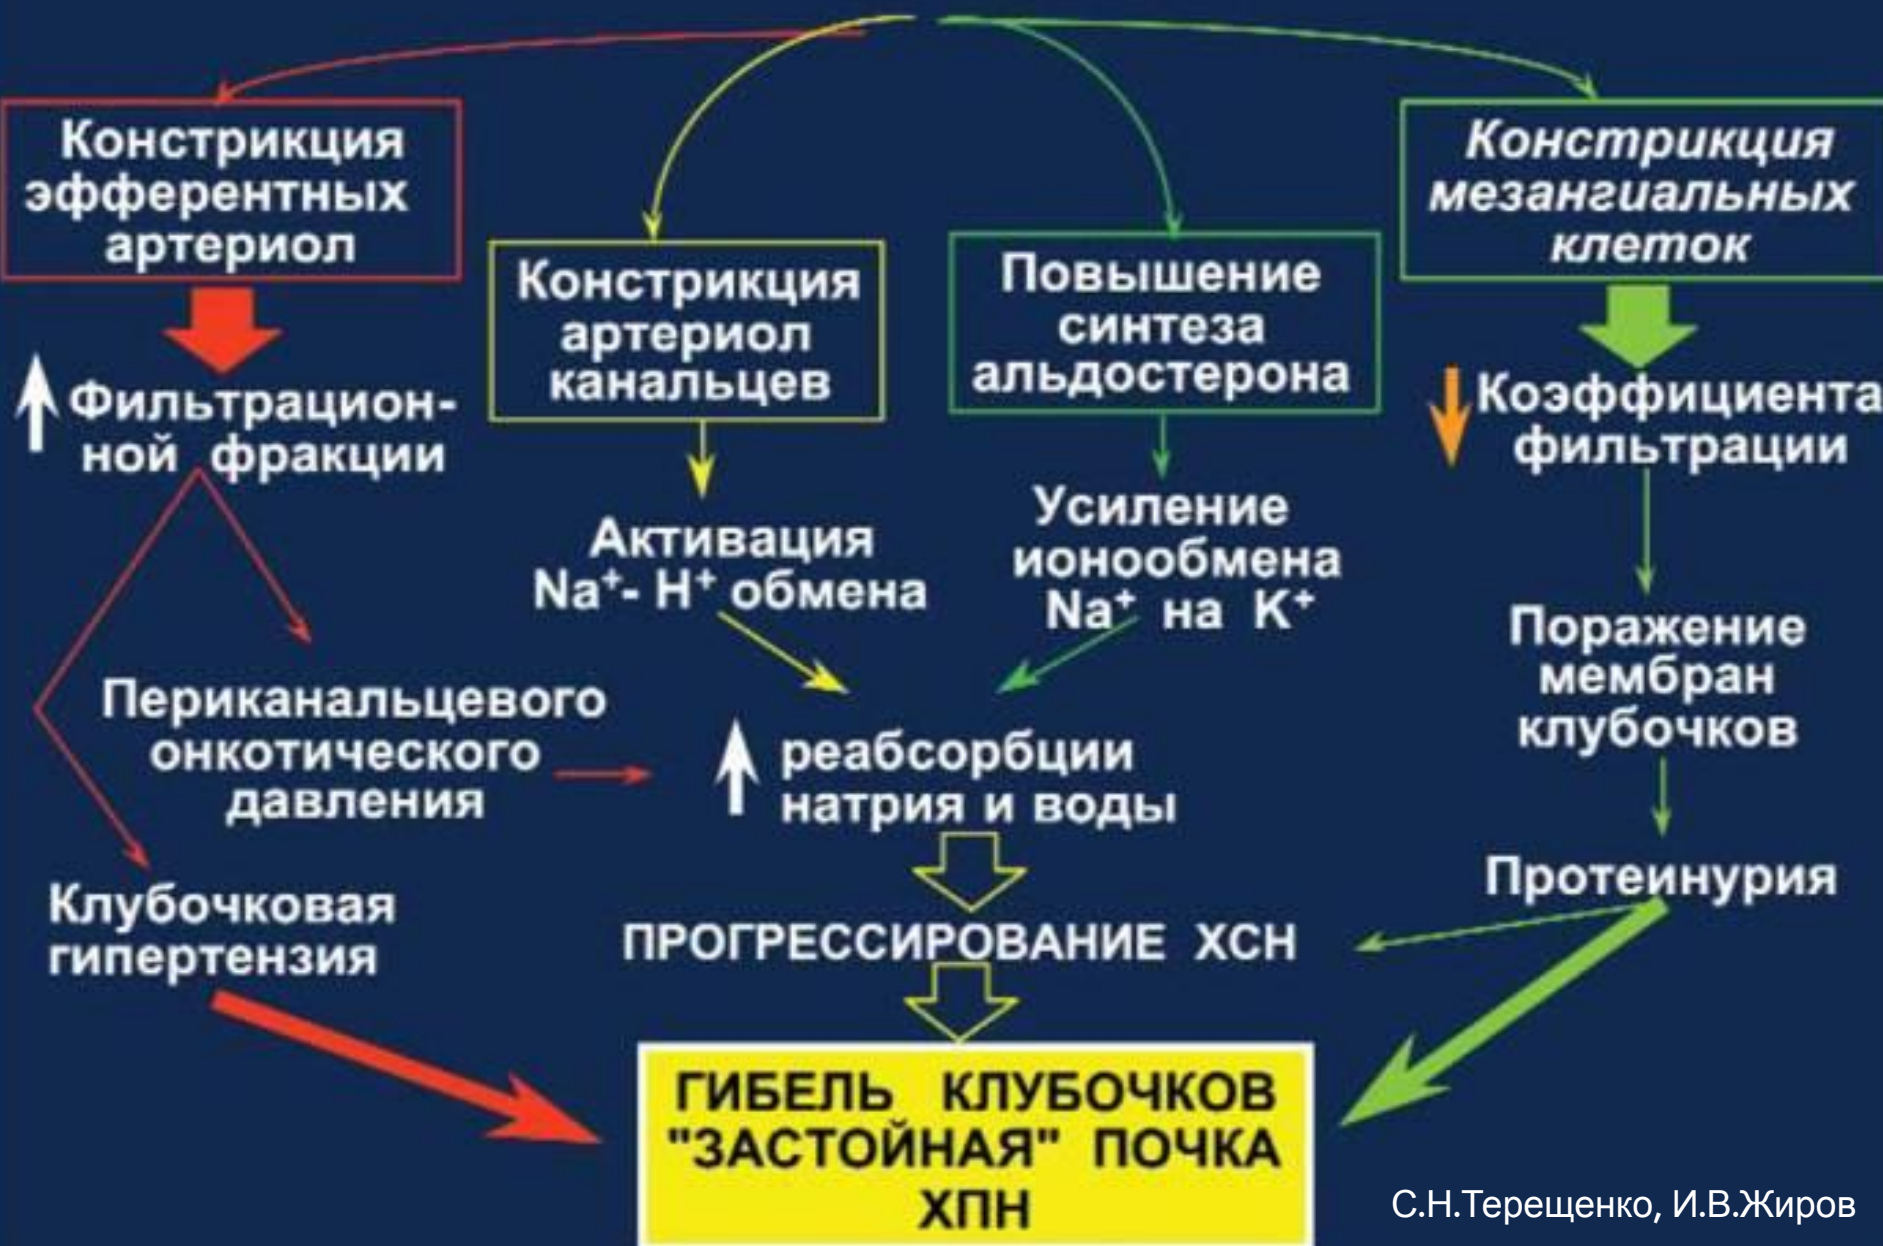 Констрикция
эфферентных
артериол
Констрикция
артериол
канальцев
Повышение
синтеза
альдостерона
Констрикция
мезангиальных
клеток
Фильтрацион-
ной фракции
Коэффициента
фильтрации
Активация
Na⁺- H⁺ обмена
Усиление
ионообмена
Na⁺ на K⁺
Поражение
мембран
клубочков
Периканальцевого
онкотического
давления
реабсорбции
натрия и воды
Протеинурия
Клубочковая
гипертензия
ПРОГРЕССИРОВАНИЕ ХСН
ГИБЕЛЬ КЛУБОЧКОВ
"ЗАСТОЙНАЯ" ПОЧКА
ХПН
С.Н.Терещенко, И.В.Жиров